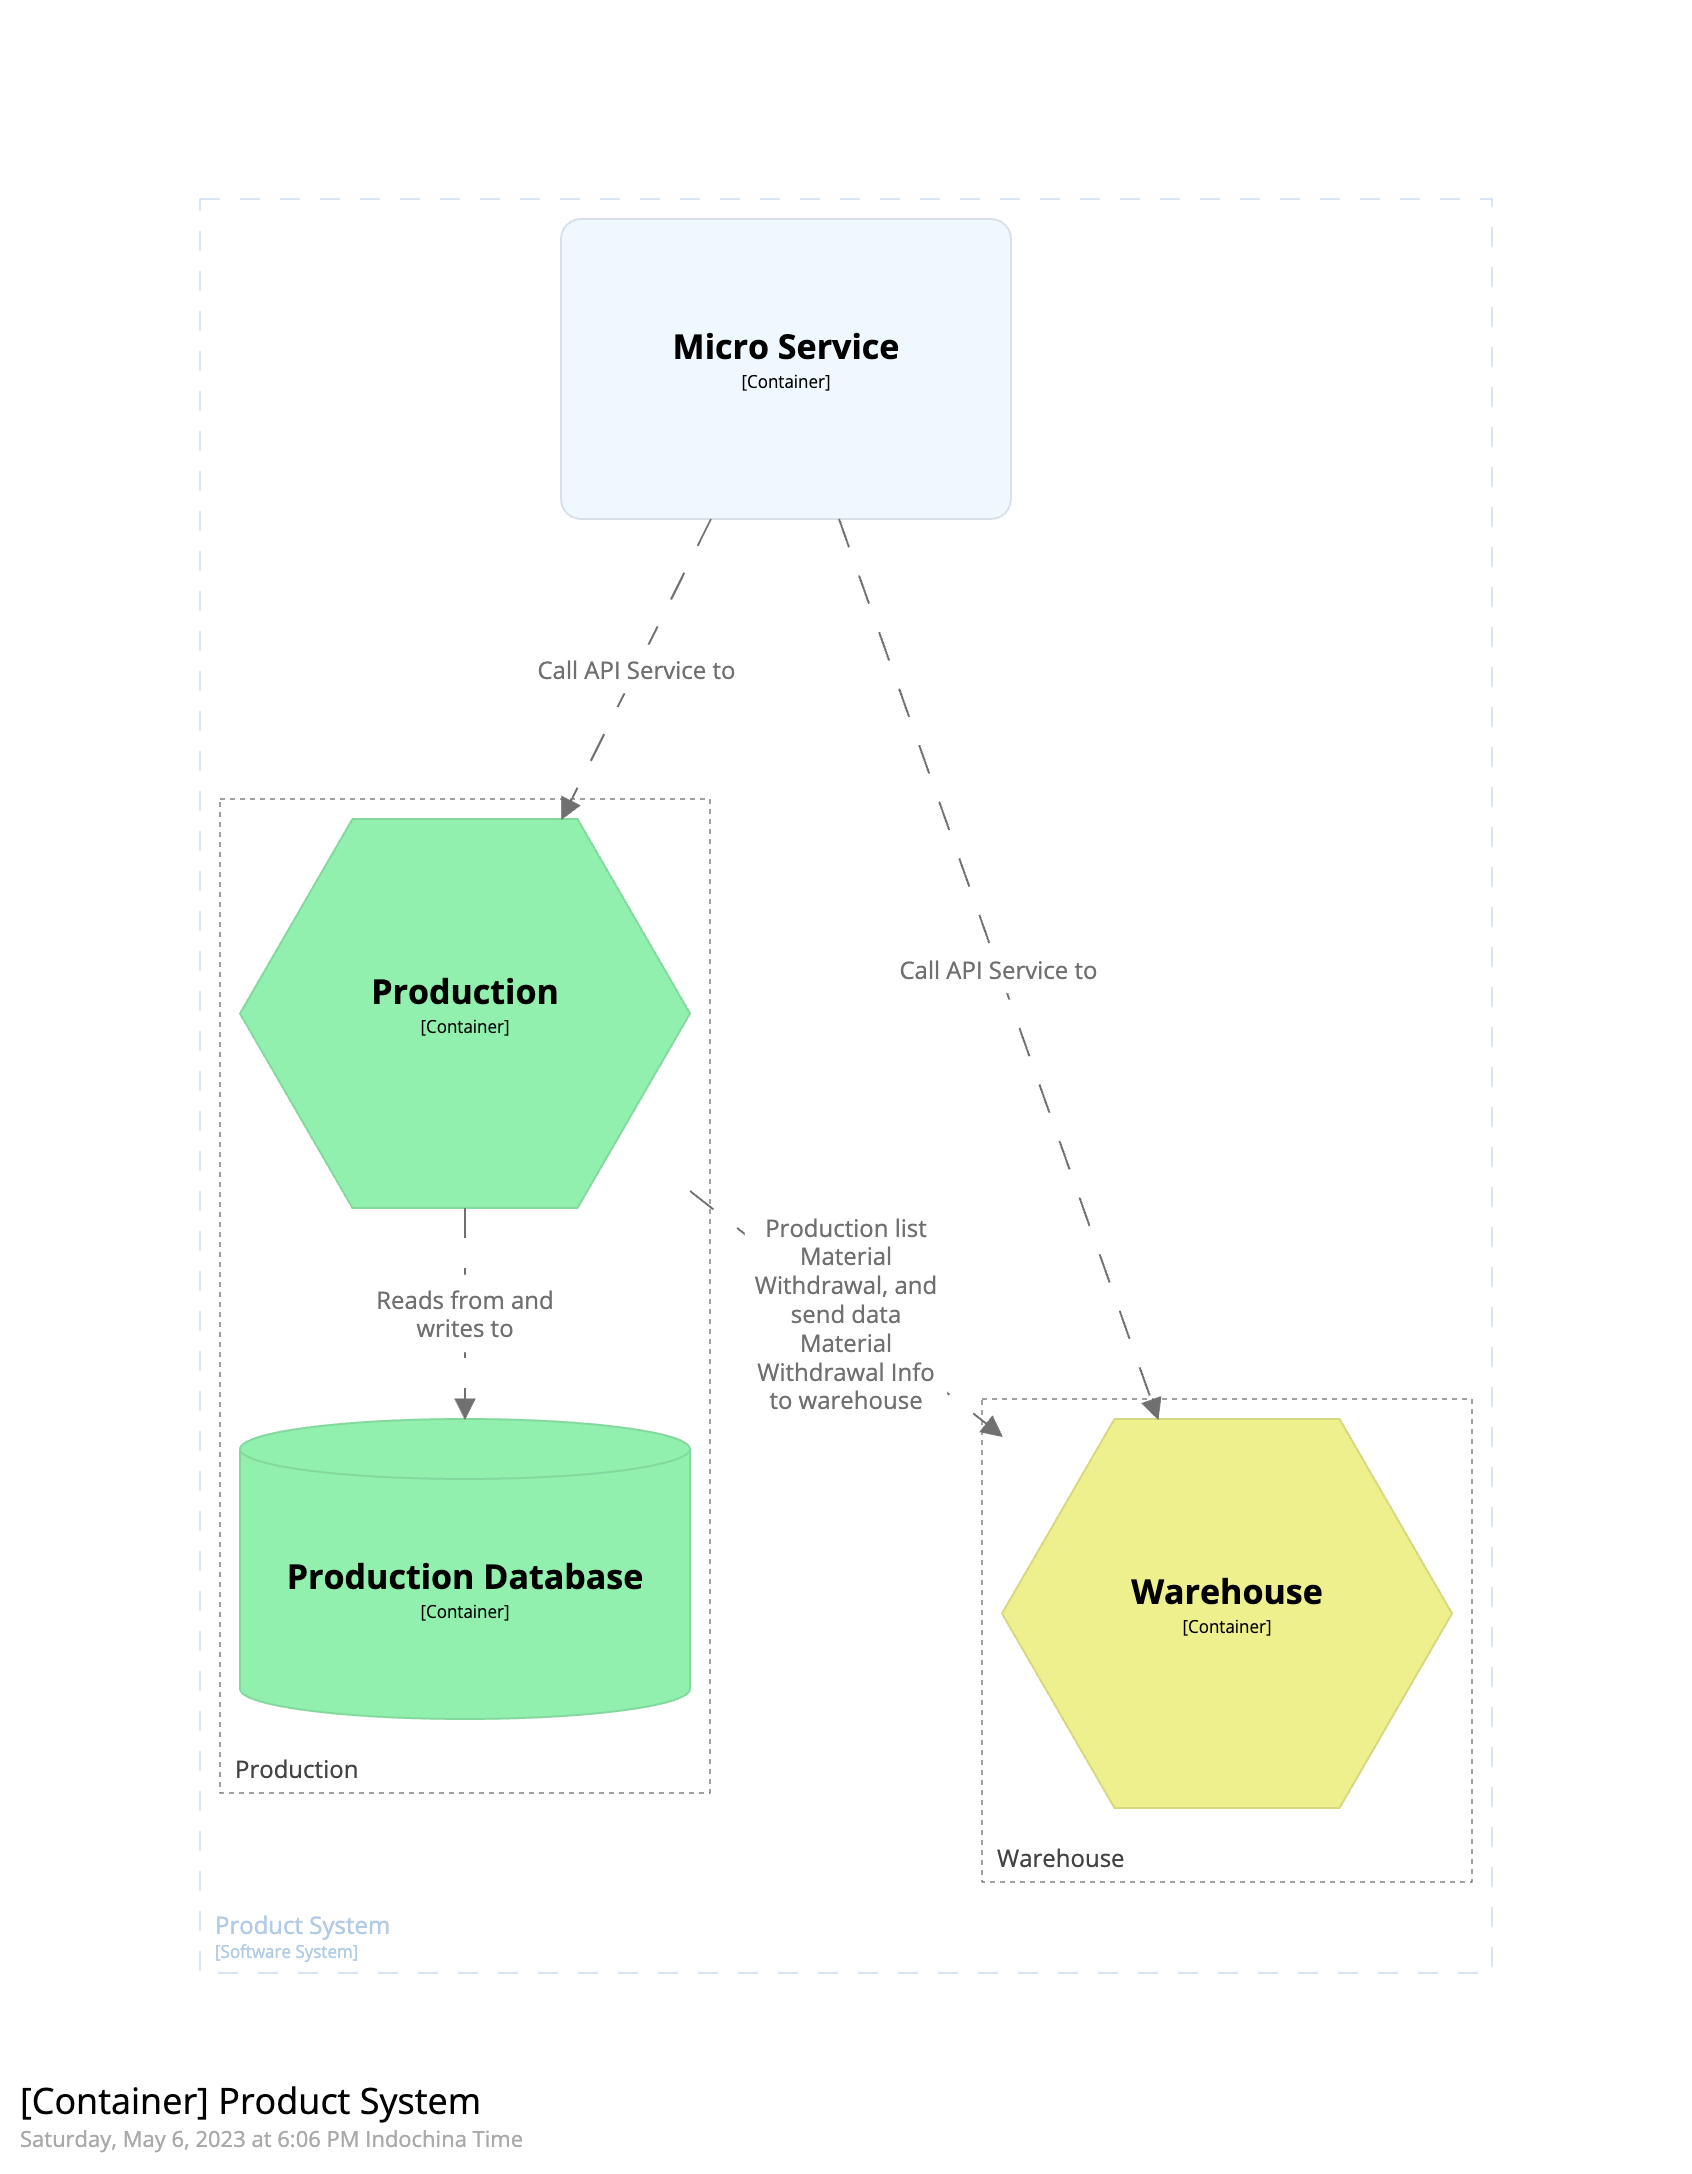 Micro Service
[Container]
Call API Service to
Production
[Container]
Call API Service to
Reads from and
writes to
Production list
Material
Withdrawal, and
send data
Material
Withdrawal Info
to warehouse
Production Database
[Container]
Production
Warehouse
[Container]
Warehouse
Product System
[Software System]
[Container] Product System
Saturday, May 6, 2023 at 6:06 PM Indochina Time